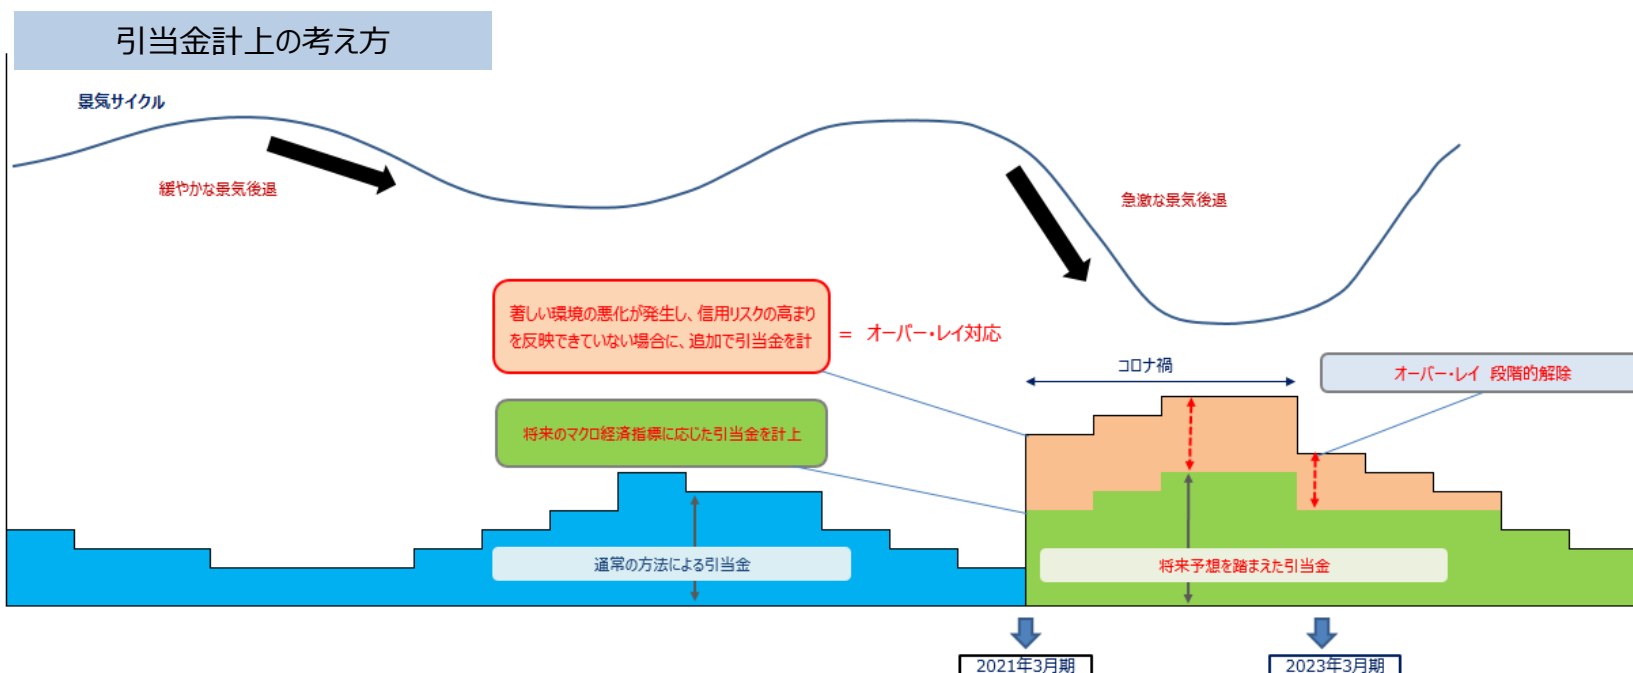 引当金計上の考え方
景気サイクル
緩やかな景気後退
急激な景気後退
著しい環境の悪化が発生し、信用リスクの高まり
を反映できていない場合に、追加で引当金を計
= オーバー・レイ対応
コロナ禍
オーバー・レイ 段階的解除
将来のマクロ経済指標に応じた引当金を計上
通常の方法による引当金
将来予想を踏まえた引当金
2021年3月期
2023年3月期